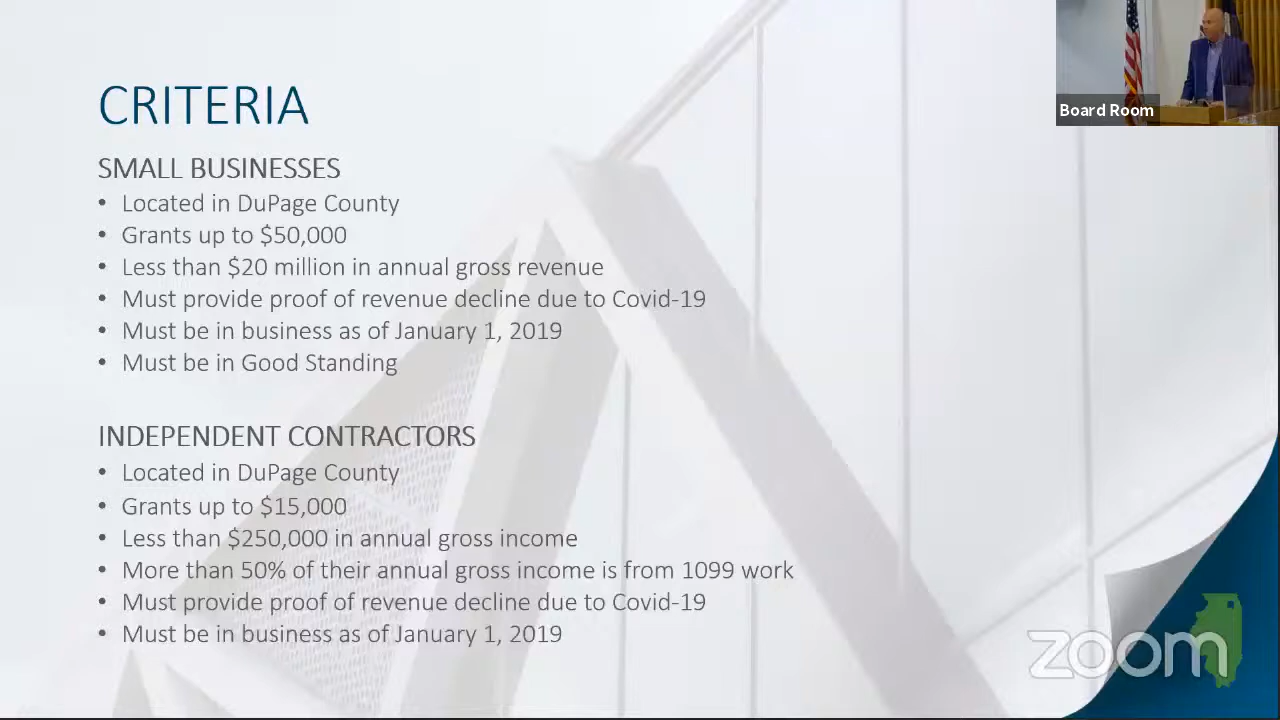 CRITERIA
SMALL BUSINESSES
• Located in DuPage County
• Grants up to $50,000
• Less than $20 million in annual gross revenue
• Must provide proof of revenue decline due to Covid-19
• Must be in business as of January 1, 2019
• Must be in Good Standing
INDEPENDENT CONTRACTORS
• Located in DuPage County
• Grants up to $15,000
• Less than $250,000 in annual gross income
• More than 50% of their annual gross income is from 1099 work
• Must provide proof of revenue decline due to Covid-19
• Must be in business as of January 1, 2019
Board Room
zoom